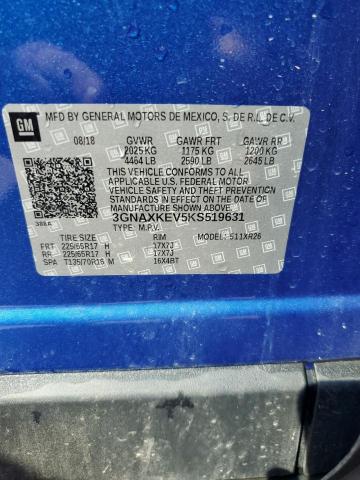 GM
MFD BY GENERAL MOTORS DE MEXICO, S. DE R.L. DE C.V.
08/18 GVWR GAWR FRT GAWR RR
2025 KG 1175 KG 1200 KG
4464 LB 2590 LB 2645 LB
THIS VEHICLE CONFORMS TO ALL
APPLICABLE U.S. FEDERAL MOTOR VEHICLE
SAFETY AND THEFT PREVENTION
STANDARDS IN EFFECT ON THE DATE OF
MANUFACTURE SHOWN ABOVE.
3GNAXKEV5KS519631
TYPE: M.P.V. MODEL: 511XR26
388A
TIRE SIZE RIM
FRT 225/65R17 H 17X7J
RR 225/65R17 H 17X7J
SPA T135/70R16 M 16X4BT